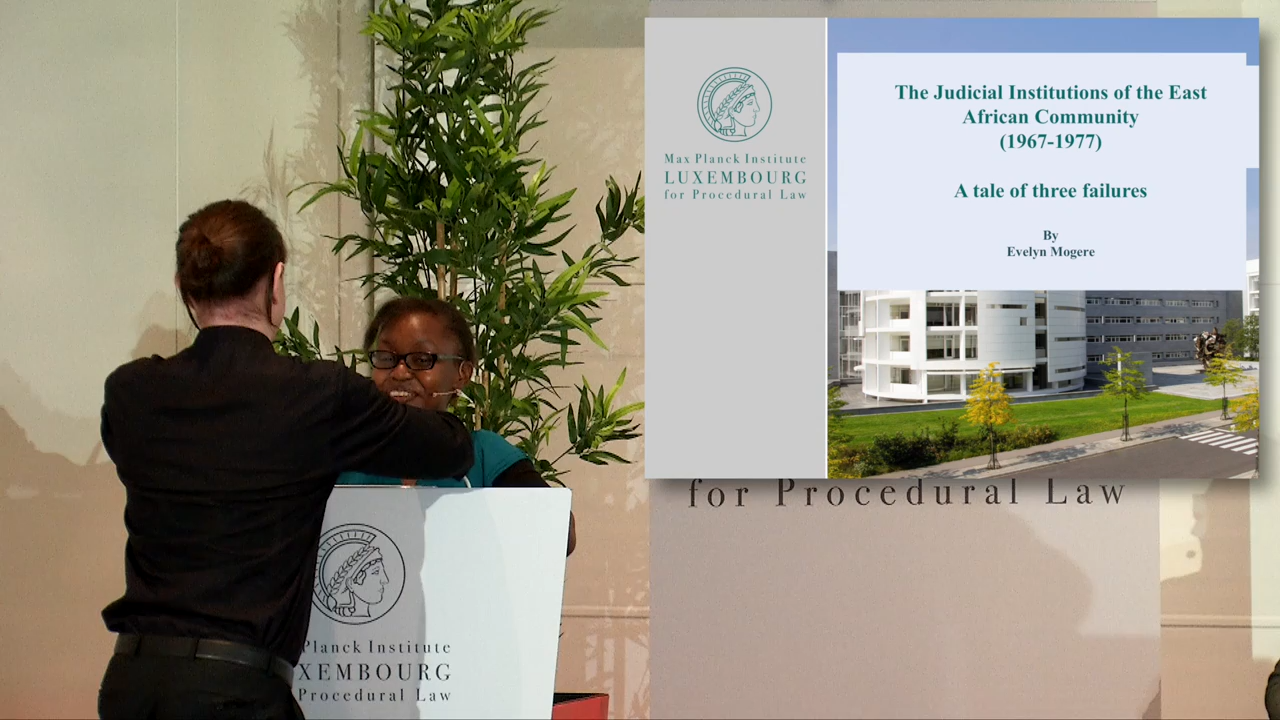 Max Planck Institute
LUXEMBOURG
for Procedural Law
The Judicial Institutions of the East
African Community
(1967-1977)
A tale of three failures
By
Evelyn Mogere
for Procedural Law
Planck Institute
XEMBOURG
Procedural Law